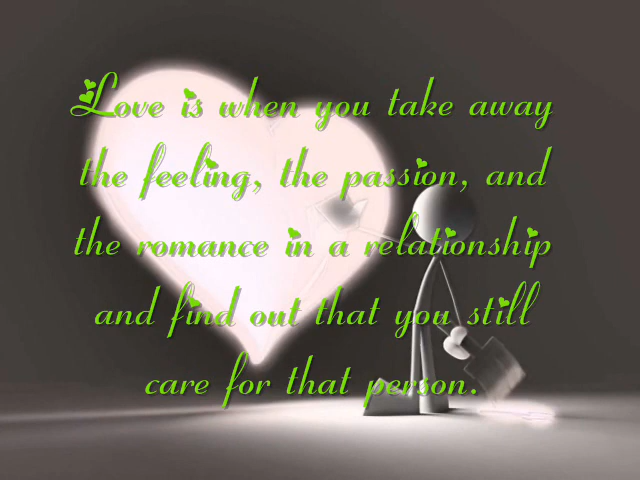 Love is when you take away
the feeling, the passion, and
the romance in a relationship
and find out that you still
care for that person.